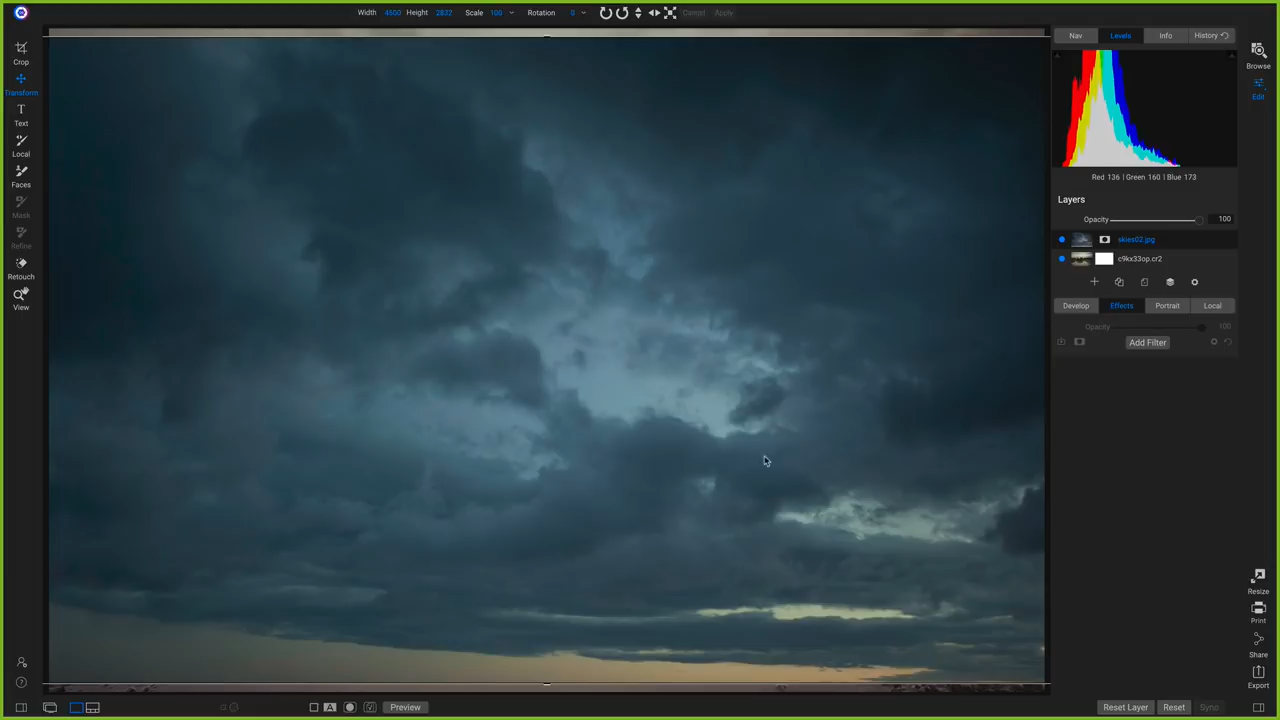 Width 4500 Height 2832 Scale 100 Rotation 0 Cancel Apply
Nav Levels Info History
Crop
Transform
Text
Local
Faces
Mask
Refine
Retouch
View
Red 136 | Green 160 | Blue 173
Layers
Opacity 100
skies02.jpg
c9kx33op.cr2
Develop Effects Portrait Local
Opacity 100
Add Filter
Browse
Edit
Resize
Print
Share
Export
A Preview
Reset Layer Reset Sync